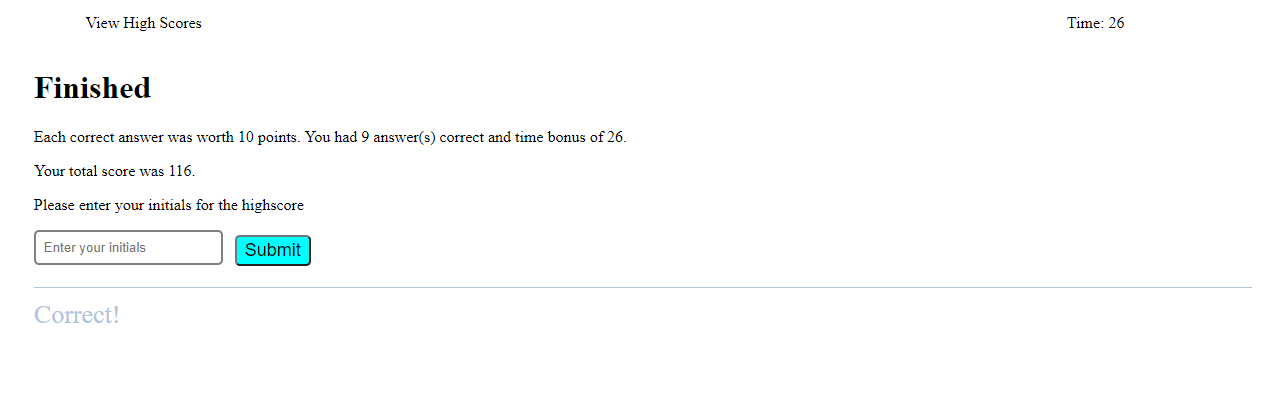 View High Scores
Time: 26
Finished
Each correct answer was worth 10 points. You had 9 answer(s) correct and time bonus of 26.
Your total score was 116.
Please enter your initials for the highscore
Enter your initials
Submit
Correct!